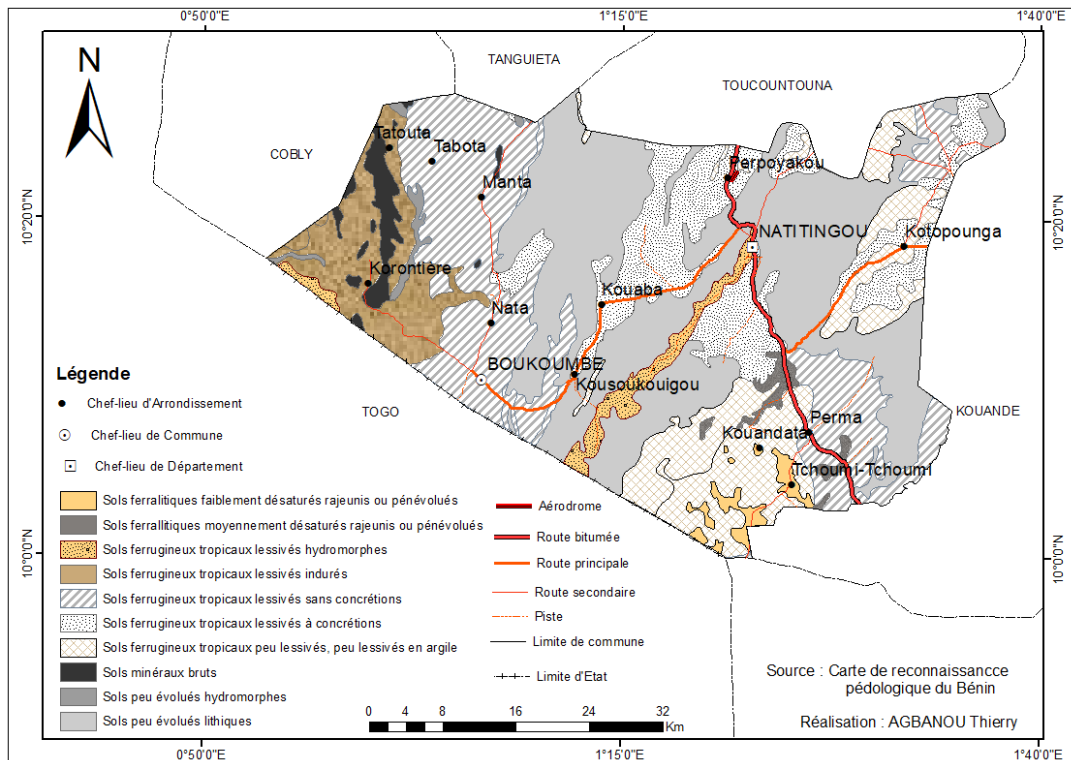 0°50'0"E
1°15'0"E
1°40'0"E
N
TANGUIETA
TOUCOUNTOUNA
COBLY
Tatouta
Tabota
Perpoyakou
Manta
10°20'0"N
10°20'0"N
NATITINGOU
Kotopounga
Korontière
Kouaba
Nata
BOUKOUMBE
Kousoukouigou
TOGO
KOUANDE
Perma
Kouandata
Tchoumi-Tchoumi
10°0'0"N
10°0'0"N
Légende
Chef-lieu d'Arrondissement
Chef-lieu de Commune
Chef-lieu de Département
Sols ferralitiques faiblement désaturés rajeunis ou pénévolués
Sols ferrallitiques moyennement désaturés rajeunis ou pénévolués
Sols ferrugineux tropicaux lessivés hydromorphes
Sols ferrugineux tropicaux lessivés indurés
Sols ferrugineux tropicaux lessivés sans concrétions
Sols ferrugineux tropicaux lessivés à concrétions
Sols ferrugineux tropicaux peu lessivés, peu lessivés en argile
Sols minéraux bruts
Sols peu évolués hydromorphes
Sols peu évolués lithiques
Aérodrome
Route bitumée
Route principale
Route secondaire
Piste
Limite de commune
Limite d'Etat
0 4 8 16 24 32
Km
Source : Carte de reconnaissancce
pédologique du Bénin
Réalisation : AGBANOU Thierry
0°50'0"E
1°15'0"E
1°40'0"E